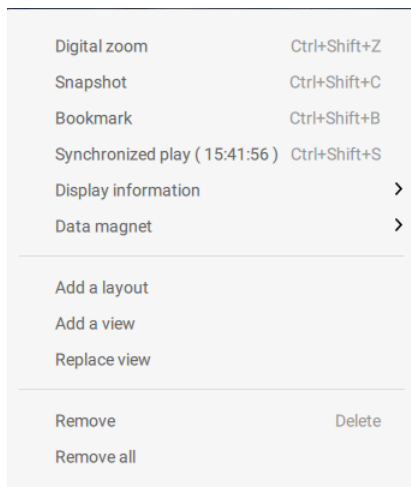 Digital zoom Ctrl+Shift+Z
Snapshot Ctrl+Shift+C
Bookmark Ctrl+Shift+B
Synchronized play ( 15:41:56 ) Ctrl+Shift+S
Display information
Data magnet
Add a layout
Add a view
Replace view
Remove Delete
Remove all